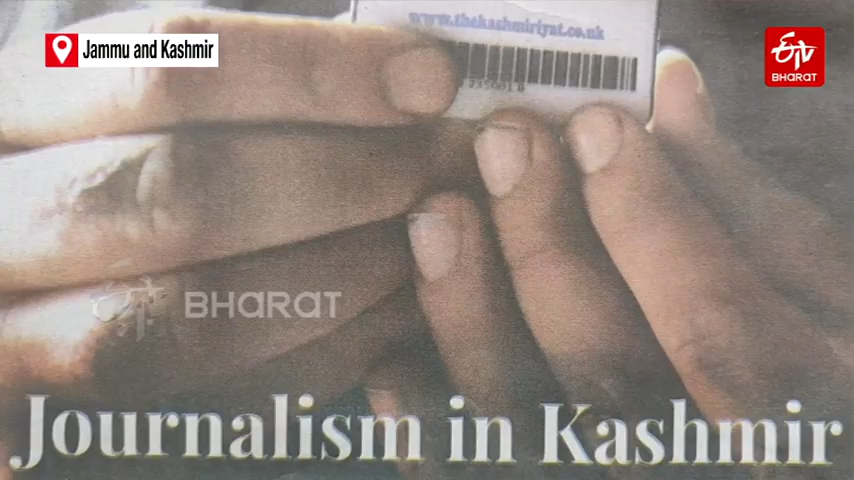 www.thekashmiriyat.co.uk
Jammu and Kashmir
BHARAT
BHARAT
Journalism in Kashmir